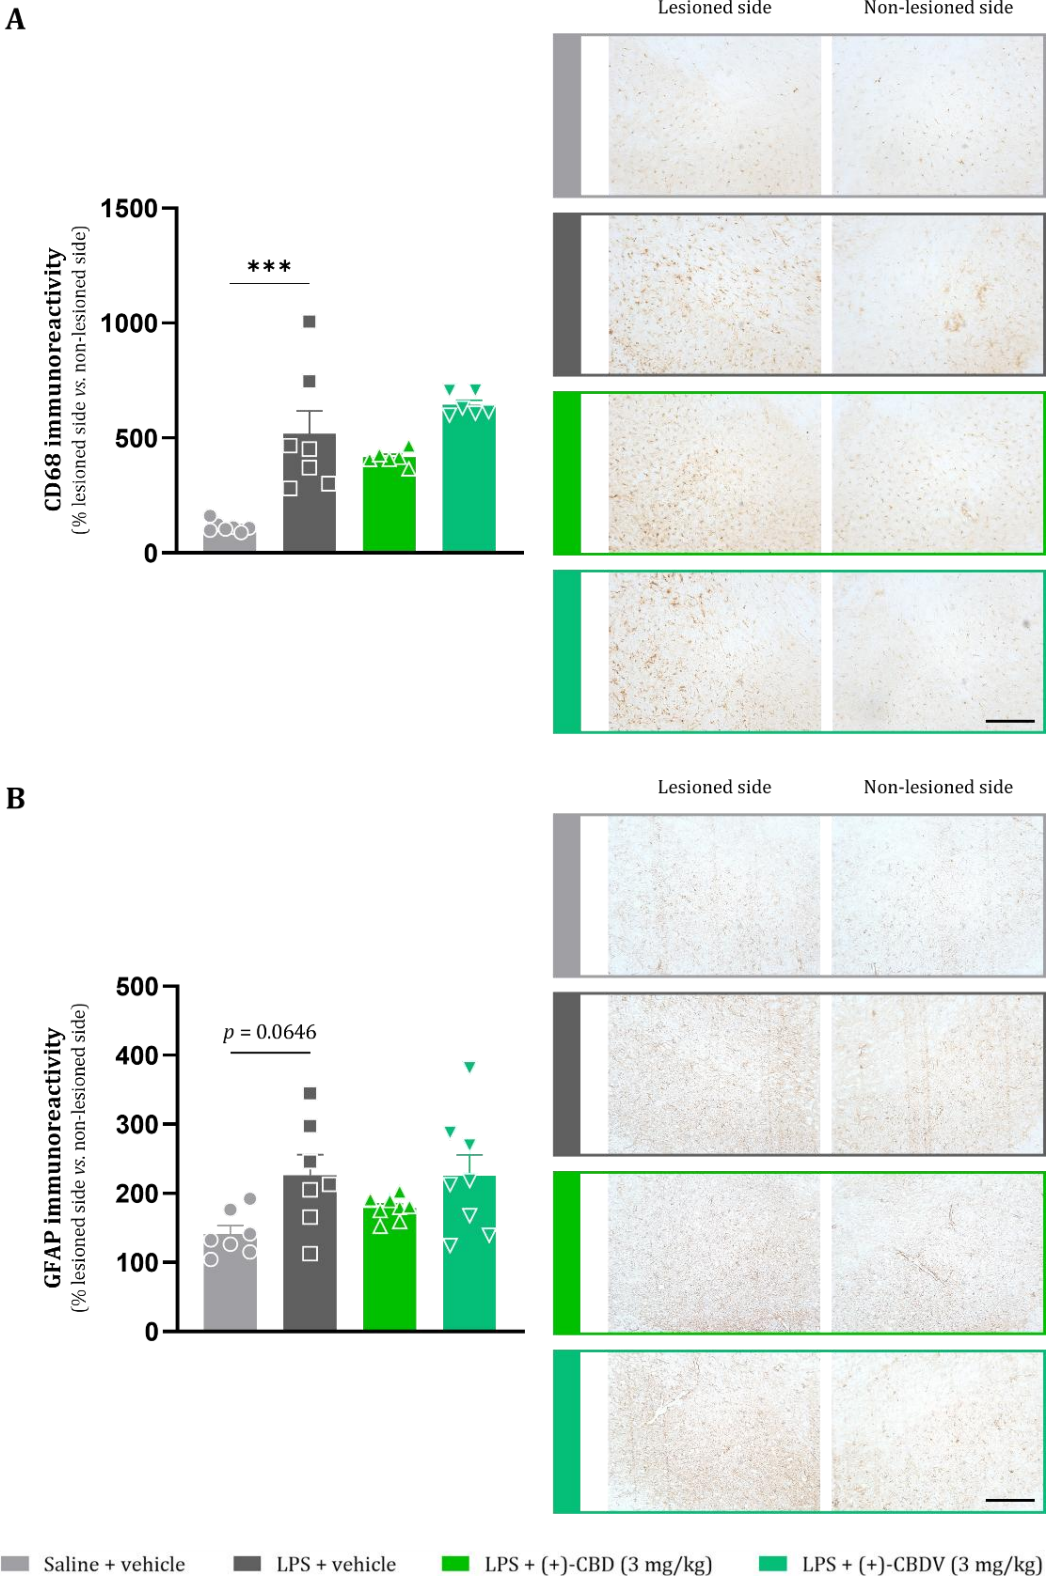 A
Lesioned side
Non-lesioned side
CD68 immunoreactivity
(% lesioned side vs. non-lesioned side)
1500
1000
500
0
***
B
Lesioned side
Non-lesioned side
GFAP immunoreactivity
(% lesioned side vs. non-lesioned side)
500
400
300
200
100
0
p = 0.0646
Saline + vehicle
LPS + vehicle
LPS + (+)-CBD (3 mg/kg)
LPS + (+)-CBDV (3 mg/kg)